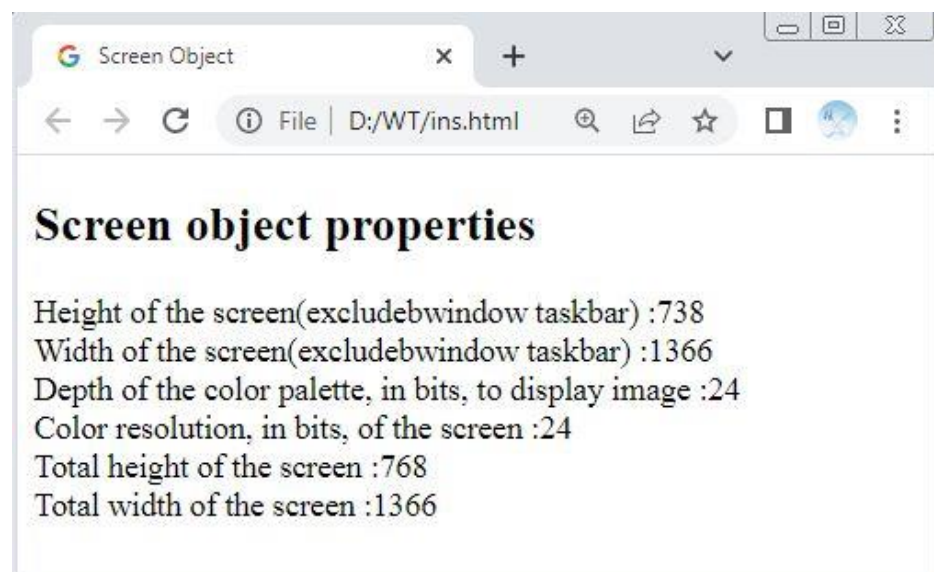 Screen Object
File | D:/WT/ins.html
Screen object properties
Height of the screen(excludebwindow taskbar) :738
Width of the screen(excludebwindow taskbar) :1366
Depth of the color palette, in bits, to display image :24
Color resolution, in bits, of the screen :24
Total height of the screen :768
Total width of the screen :1366